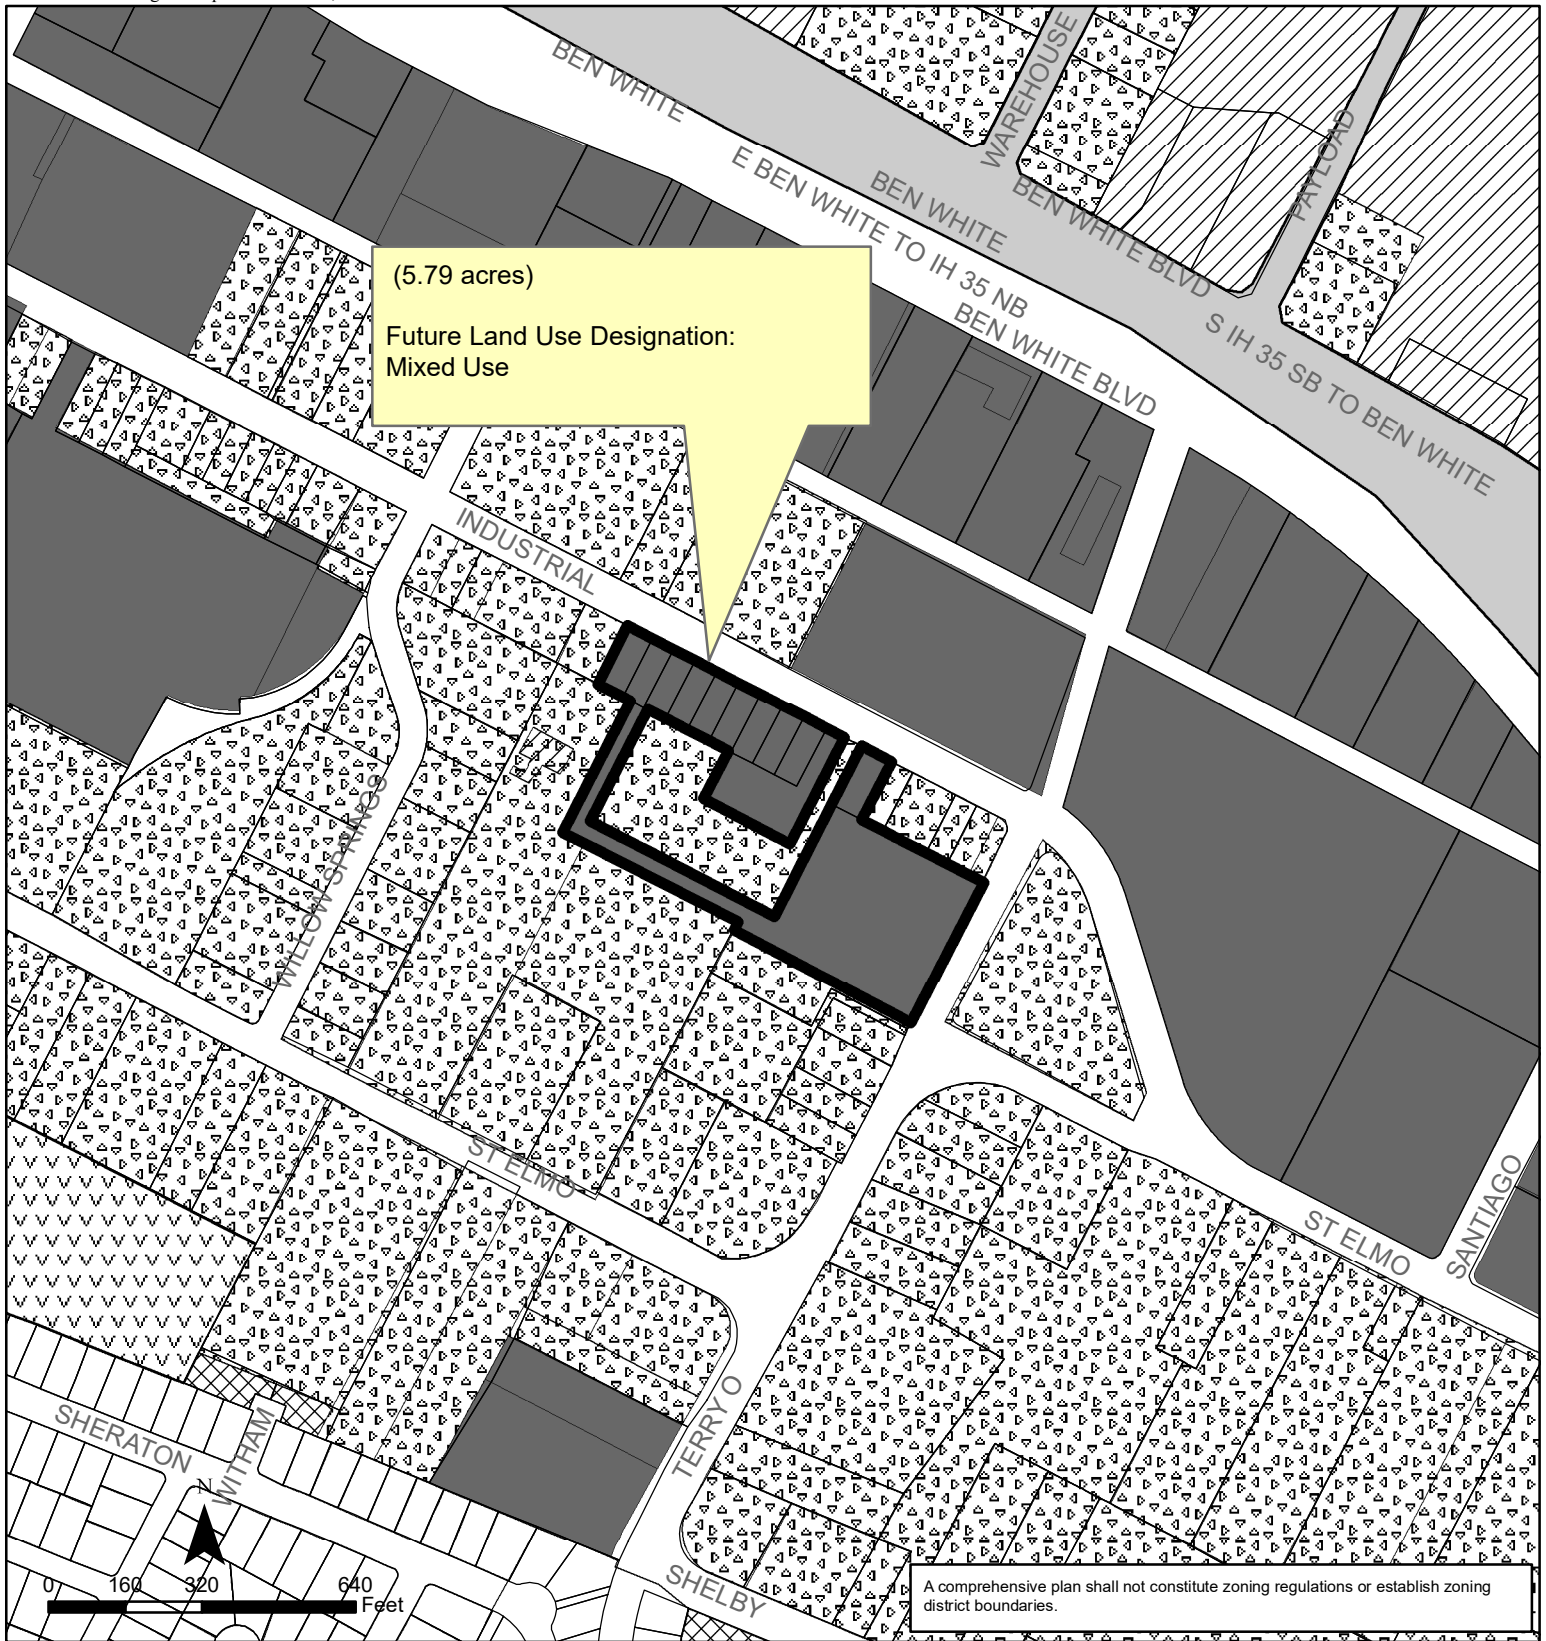 BEN WHITE
WAREHOUSE
PAYLOAD
E BEN WHITE TO IH 35 NB
BEN WHITE
BEN WHITE BLVD
BEN WHITE BLVD
S IH 35 SB TO BEN WHITE
(5.79 acres)
Future Land Use Designation:
Mixed Use
INDUSTRIAL
WILLOW SPRINGS
ST ELMO
ST ELMO
SANTIAGO
TERRY O
SHERATON
WITHAM
SHELBY
N
0 160 320 640
Feet
A comprehensive plan shall not constitute zoning regulations or establish zoning
district boundaries.